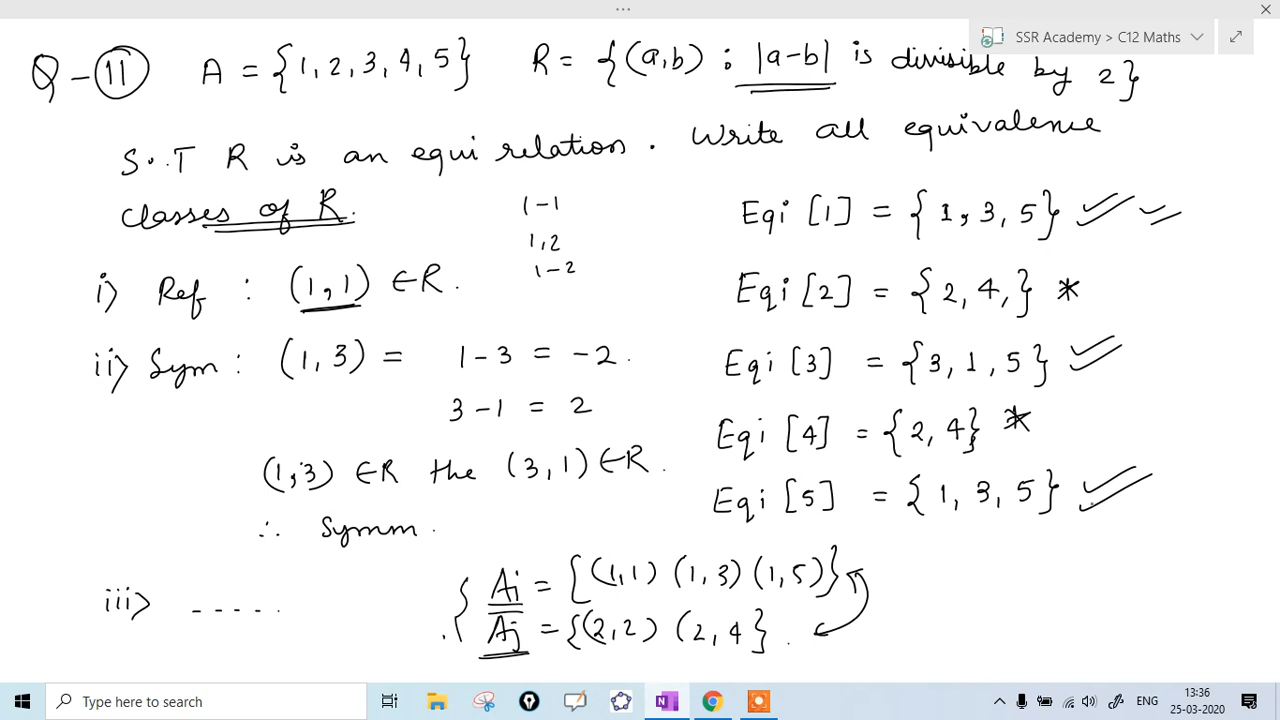 SSR Academy > C12 Maths
Q - 11 A = {1, 2, 3, 4, 5} R = {(a,b) : |a-b| is divisible by 2}
S.T R is an equi relation. Write all equivalence
classes of R.
1-1
1,2
1-2
i) Ref : (1,1) ∈R.
ii) Sym : (1,3) = 1-3 = -2.
3-1 = 2
(1,3) ∈R the (3,1) ∈R.
∴ Symm.
iii) - - - - -
Eqi [1] = {1, 3, 5}
Eqi [2] = {2, 4, } *
Eqi [3] = {3, 1, 5}
Eqi [4] = {2, 4} *
Eqi [5] = {1, 3, 5}
Ai = {(1,1) (1,3) (1,5)}
Aj = {(2,2) (2,4}.
Type here to search
ENG
13:36
25-03-2020